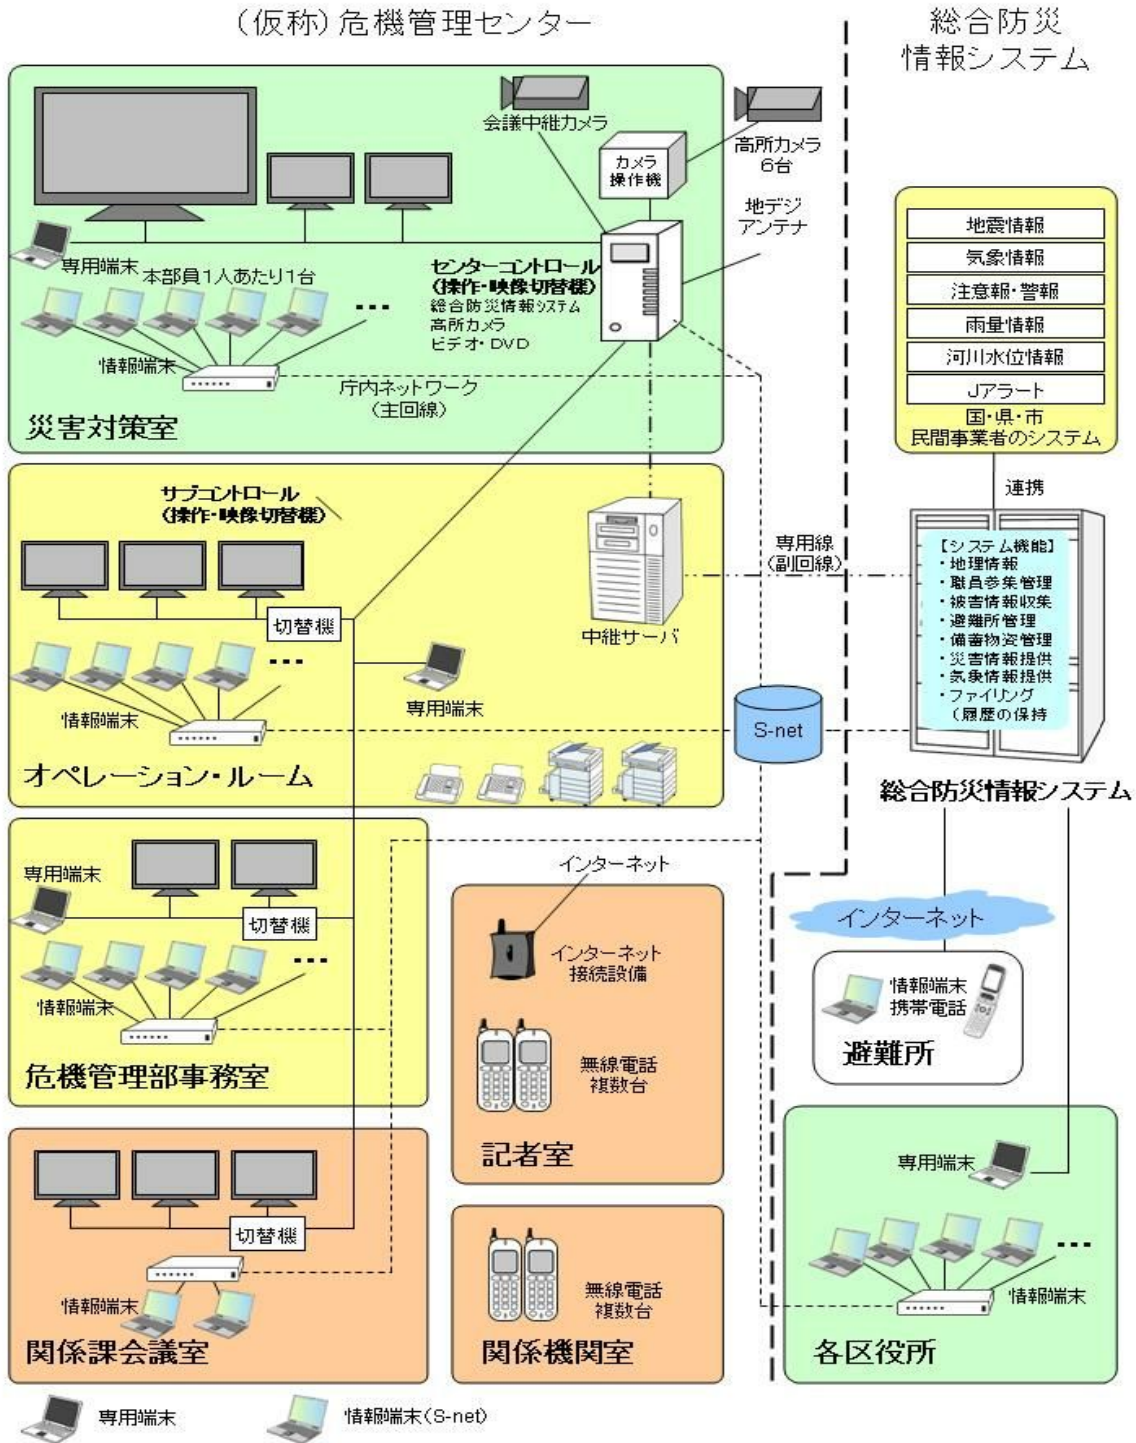 (仮称)危機管理センター
総合防災
情報システム
会議中継カメラ
高所カメラ
6台
カメラ
操作機
地デジ
アンテナ
専用端末
本部員1人あたり1台
センターコントロール
(操作・映像切替機)
総合防災情報システム
高所カメラ
ビデオ・DVD
情報端末
庁内ネットワーク
(主回線)
災害対策室
地震情報
気象情報
注意報・警報
雨量情報
河川水位情報
Jアラート
国・県・市
民間事業者のシステム
連携
サブコントロール
(操作・映像切替機)
切替機
情報端末
専用端末
中継サーバ
オペレーション・ルーム
専用線
(副回線)
S-net
【システム機能】
・地理情報
・職員参集管理
・被害情報収集
・避難所管理
・備蓄物資管理
・災害情報提供
・気象情報提供
・ファイリング
(履歴の保持
総合防災情報システム
専用端末
切替機
情報端末
危機管理部事務室
インターネット
インターネット
接続設備
無線電話
複数台
記者室
インターネット
情報端末
携帯電話
避難所
切替機
情報端末
関係課会議室
無線電話
複数台
関係機関室
専用端末
情報端末
各区役所
専用端末
情報端末(S-net)